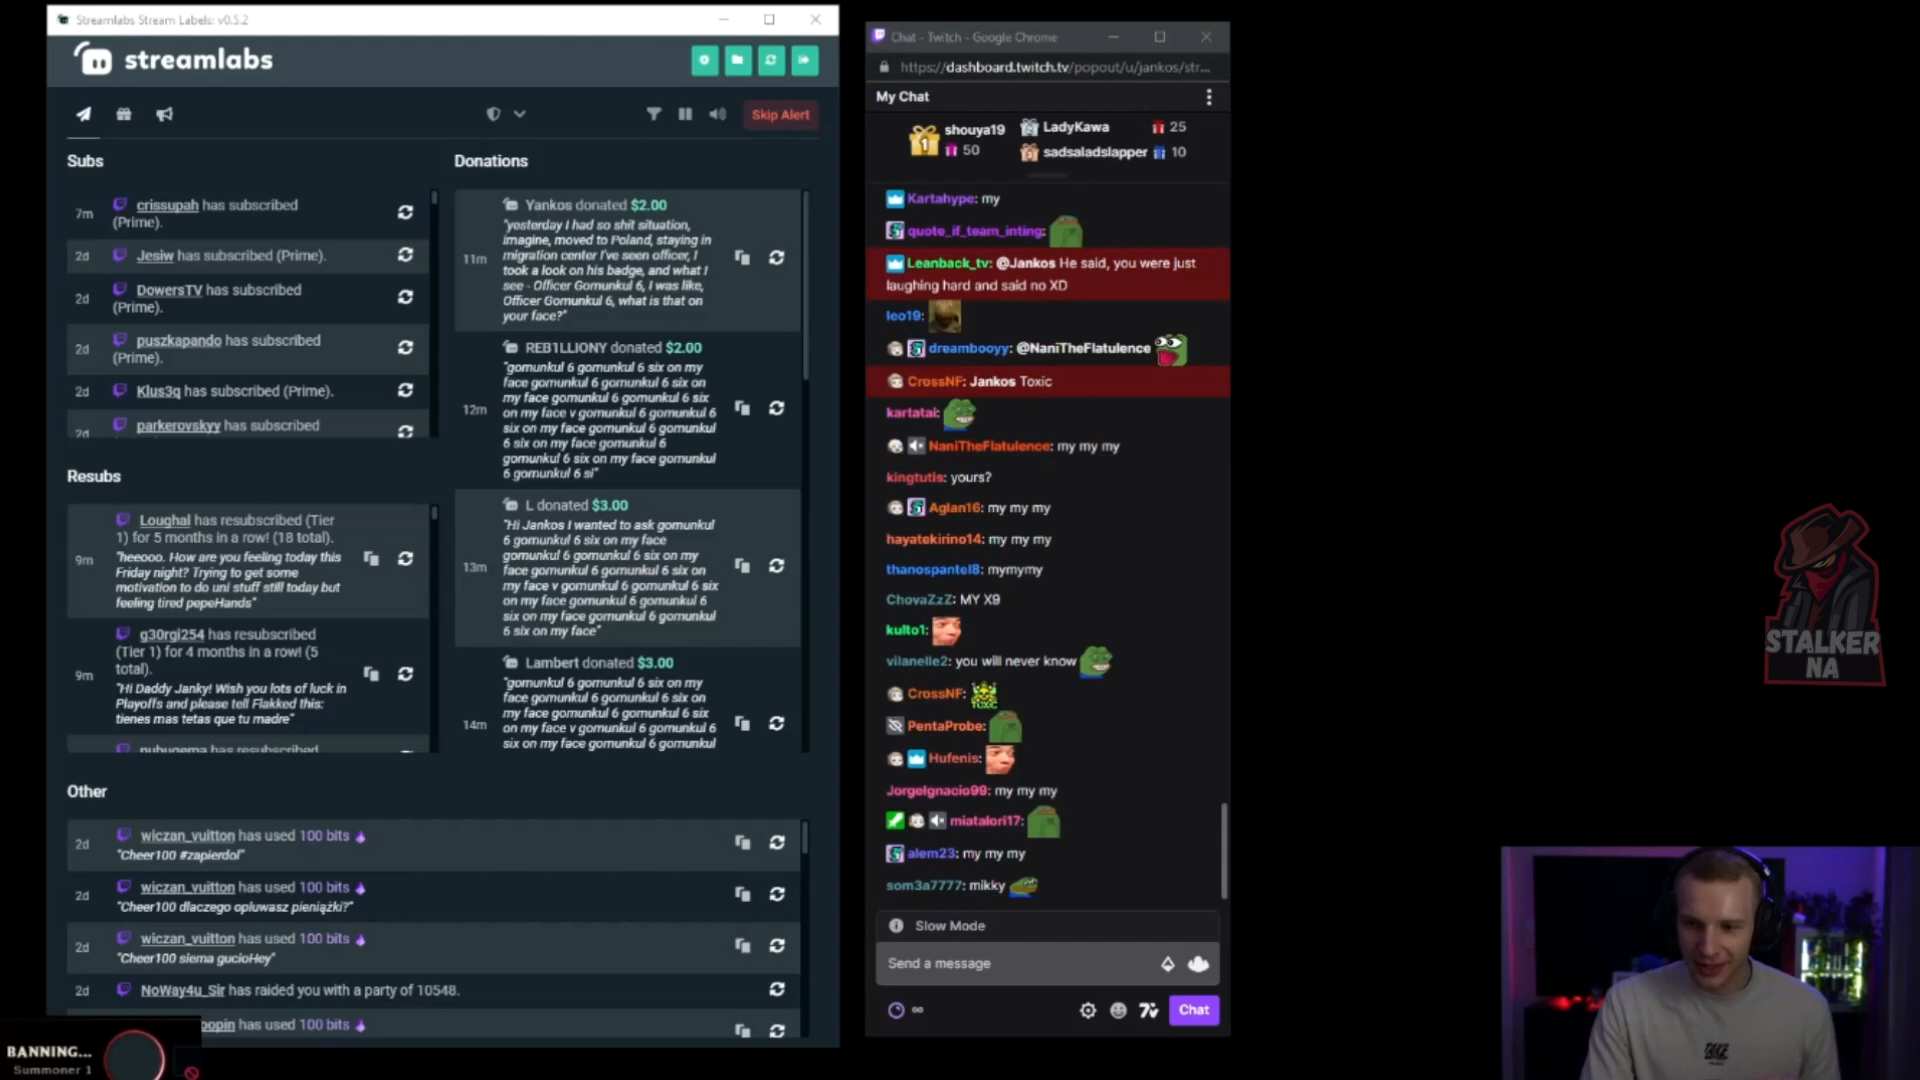 Streamlabs Stream Labels: v0.5.2
streamlabs
Skip Alert
Subs
7m
crissupah has subscribed
(Prime).
2d
Jesiw has subscribed (Prime).
2d
DowersTV has subscribed
(Prime).
2d
puszkapando has subscribed
(Prime).
2d
Klus3q has subscribed (Prime).
2d
parkerovskyy has subscribed
Resubs
9m
Loughal has resubscribed (Tier
1) for 5 months in a row! (18 total).
"heeooo. How are you feeling today this
Friday night? Trying to get some
motivation to do uni stuff still today but
feeling tired pepeHands"
9m
g30rgi254 has resubscribed
(Tier 1) for 4 months in a row! (5
total).
"Hi Daddy Janky! Wish you lots of luck in
Playoffs and please tell Flakked this:
tienes mas tetas que tu madre"
nubugema has resubscribed
Donations
11m
Yankos donated $2.00
"yesterday I had so shit situation,
imagine, moved to Poland, staying in
migration center I've seen officer, I
took a look on his badge, and what I
see - Officer Gomunkul 6, I was like,
Officer Gomunkul 6, what is that on
your face?"
12m
REB1LLIONY donated $2.00
"gomunkul 6 gomunkul 6 six on my
face gomunkul 6 gomunkul 6 six on
my face gomunkul 6 gomunkul 6 six
on my face v gomunkul 6 gomunkul 6
six on my face gomunkul 6 gomunkul
6 six on my face gomunkul 6
gomunkul 6 six on my face gomunkul
6 gomunkul 6 si"
13m
L donated $3.00
"Hi Jankos I wanted to ask gomunkul
6 gomunkul 6 six on my face
gomunkul 6 gomunkul 6 six on my
face gomunkul 6 gomunkul 6 six on
my face v gomunkul 6 gomunkul 6 six
on my face gomunkul 6 gomunkul 6
six on my face gomunkul 6 gomunkul
6 six on my face"
14m
Lambert donated $3.00
"gomunkul 6 gomunkul 6 six on my
face gomunkul 6 gomunkul 6 six on
my face gomunkul 6 gomunkul 6 six
on my face v gomunkul 6 gomunkul 6
six on my face gomunkul 6 gomunkul
Other
2d
wiczan_vuitton has used 100 bits
"Cheer100 #zapierdol"
2d
wiczan_vuitton has used 100 bits
"Cheer100 dlaczego opluwasz pieniążki?"
2d
wiczan_vuitton has used 100 bits
"Cheer100 siema gucioHey"
2d
NoWay4u_Sir has raided you with a party of 10548.
oopin has used 100 bits
BANNING...
Summoner 1
Chat - Twitch - Google Chrome
https://dashboard.twitch.tv/popout/u/jankos/str...
My Chat
1
shouya19
50
LadyKawa
25
sadsaladslapper
10
Kartahype: my
quote_if_team_inting:
Leanback_tv: @Jankos He said, you were just
laughing hard and said no XD
leo19:
dreambooyy: @NaniTheFlatulence
CrossNF: Jankos Toxic
kartatai:
NaniTheFlatulence: my my my
kingtutis: yours?
Aglan16: my my my
hayatekirino14: my my my
thanospantel8: mymymy
ChovaZzZ: MY X9
kulto1:
vilanelle2: you will never know
CrossNF:
TOXIC
PentaProbe:
Hufenis:
JorgeIgnacio99: my my my
miatalori17:
alem23: my my my
som3a7777: mikky
Slow Mode
Send a message
Chat
STALKER
NA
TAKE